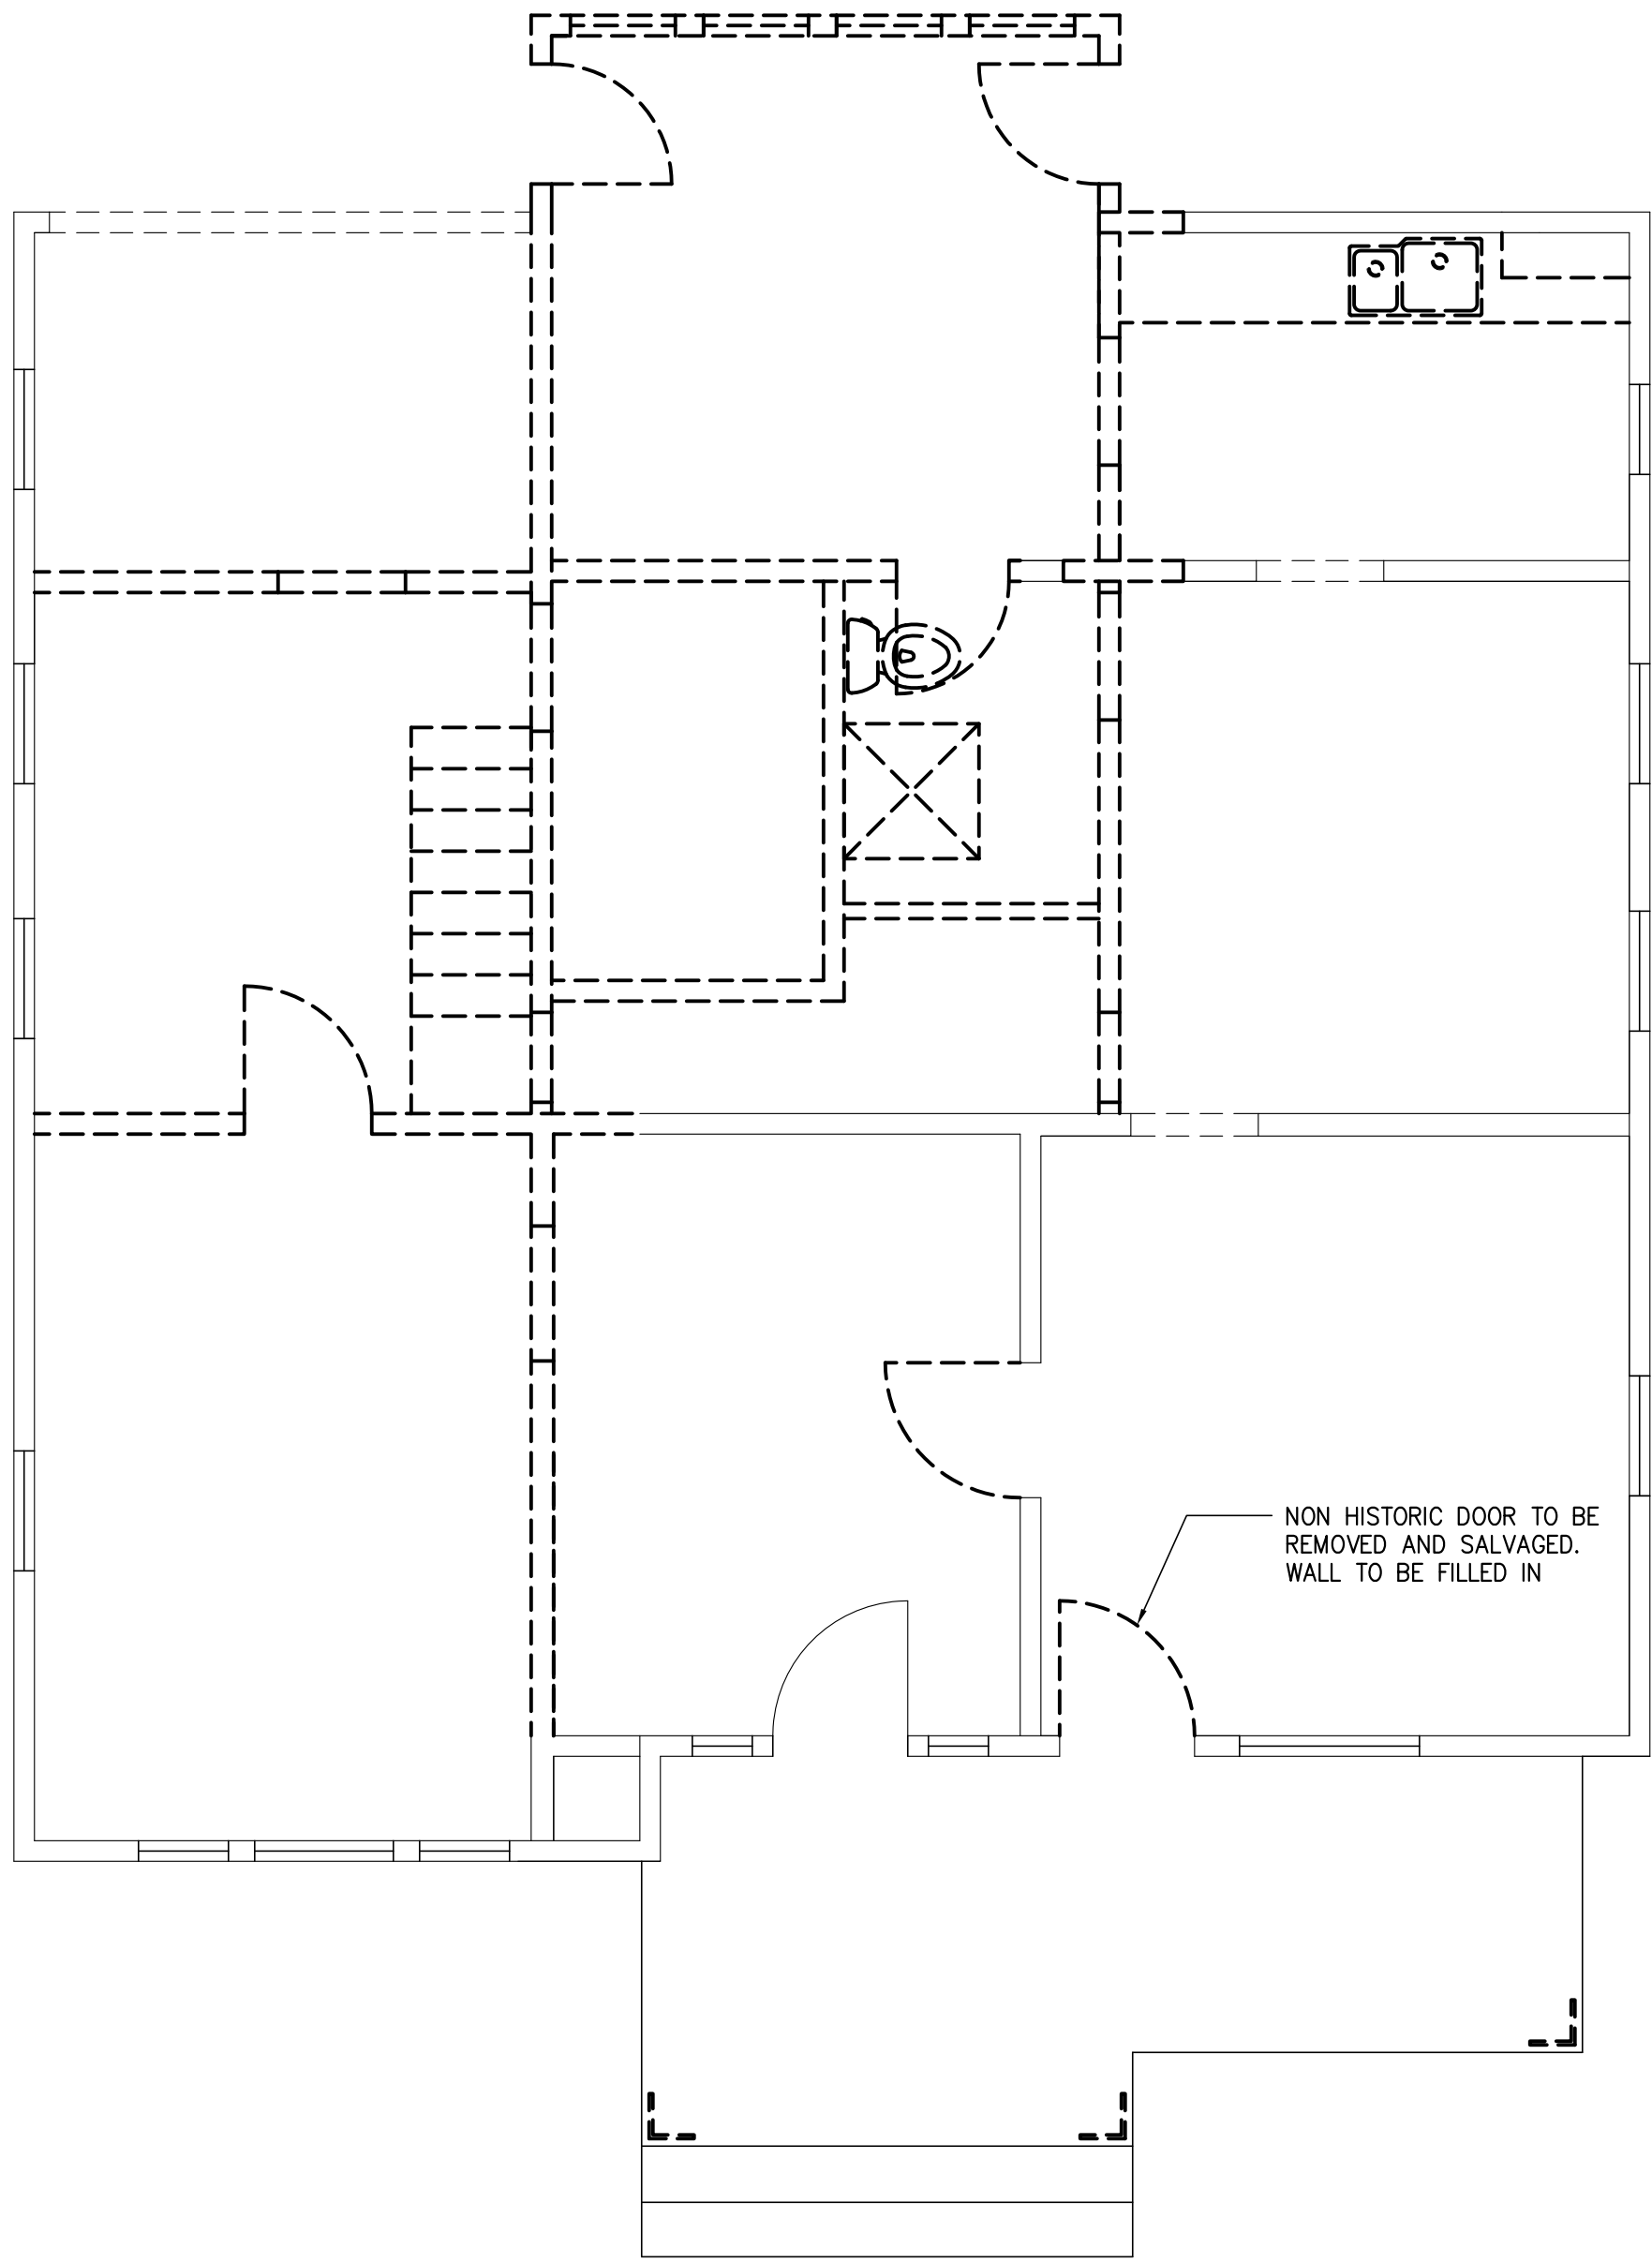 NON HISTORIC DOOR TO BE
REMOVED AND SALVAGED.
WALL TO BE FILLED IN